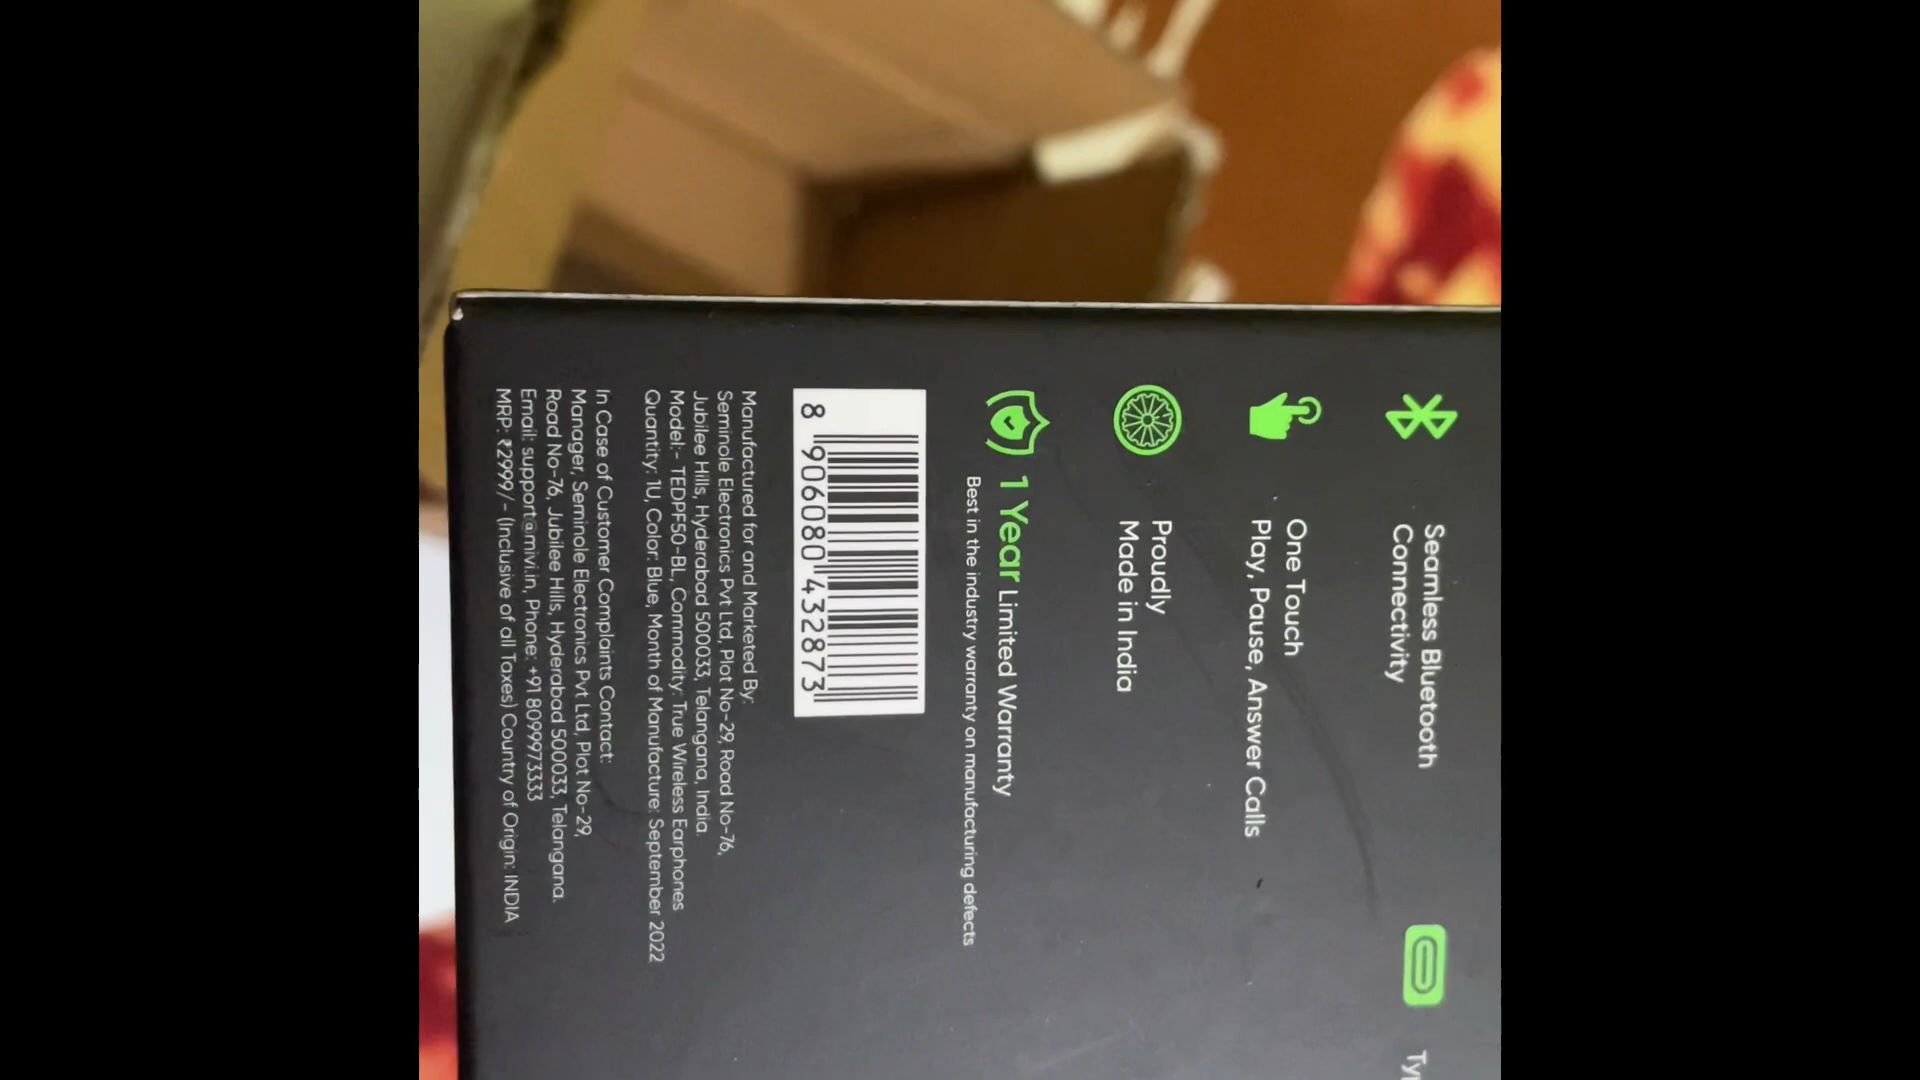 Seamless Bluetooth
Connectivity
One Touch
Play, Pause, Answer Calls
Proudly
Made in India
1 Year Limited Warranty
Best in the industry warranty on manufacturing defects
8 906080 432873
Manufactured for and Marketed By:
Seminole Electronics Pvt Ltd, Plot No-29, Road No-76,
Jubilee Hills, Hyderabad 500033, Telangana, India.
Model:- TEDPF50-BL, Commodity: True Wireless Earphones
Quantity: 1U, Color: Blue, Month of Manufacture: September 2022
In Case of Customer Complaints Contact:
Manager, Seminole Electronics Pvt Ltd, Plot No-29,
Road No-76, Jubilee Hills, Hyderabad 500033, Telangana.
Email: support@mivi.in, Phone: +91 8099973333
MRP: ₹2999/- (Inclusive of all Taxes) Country of Origin: INDIA